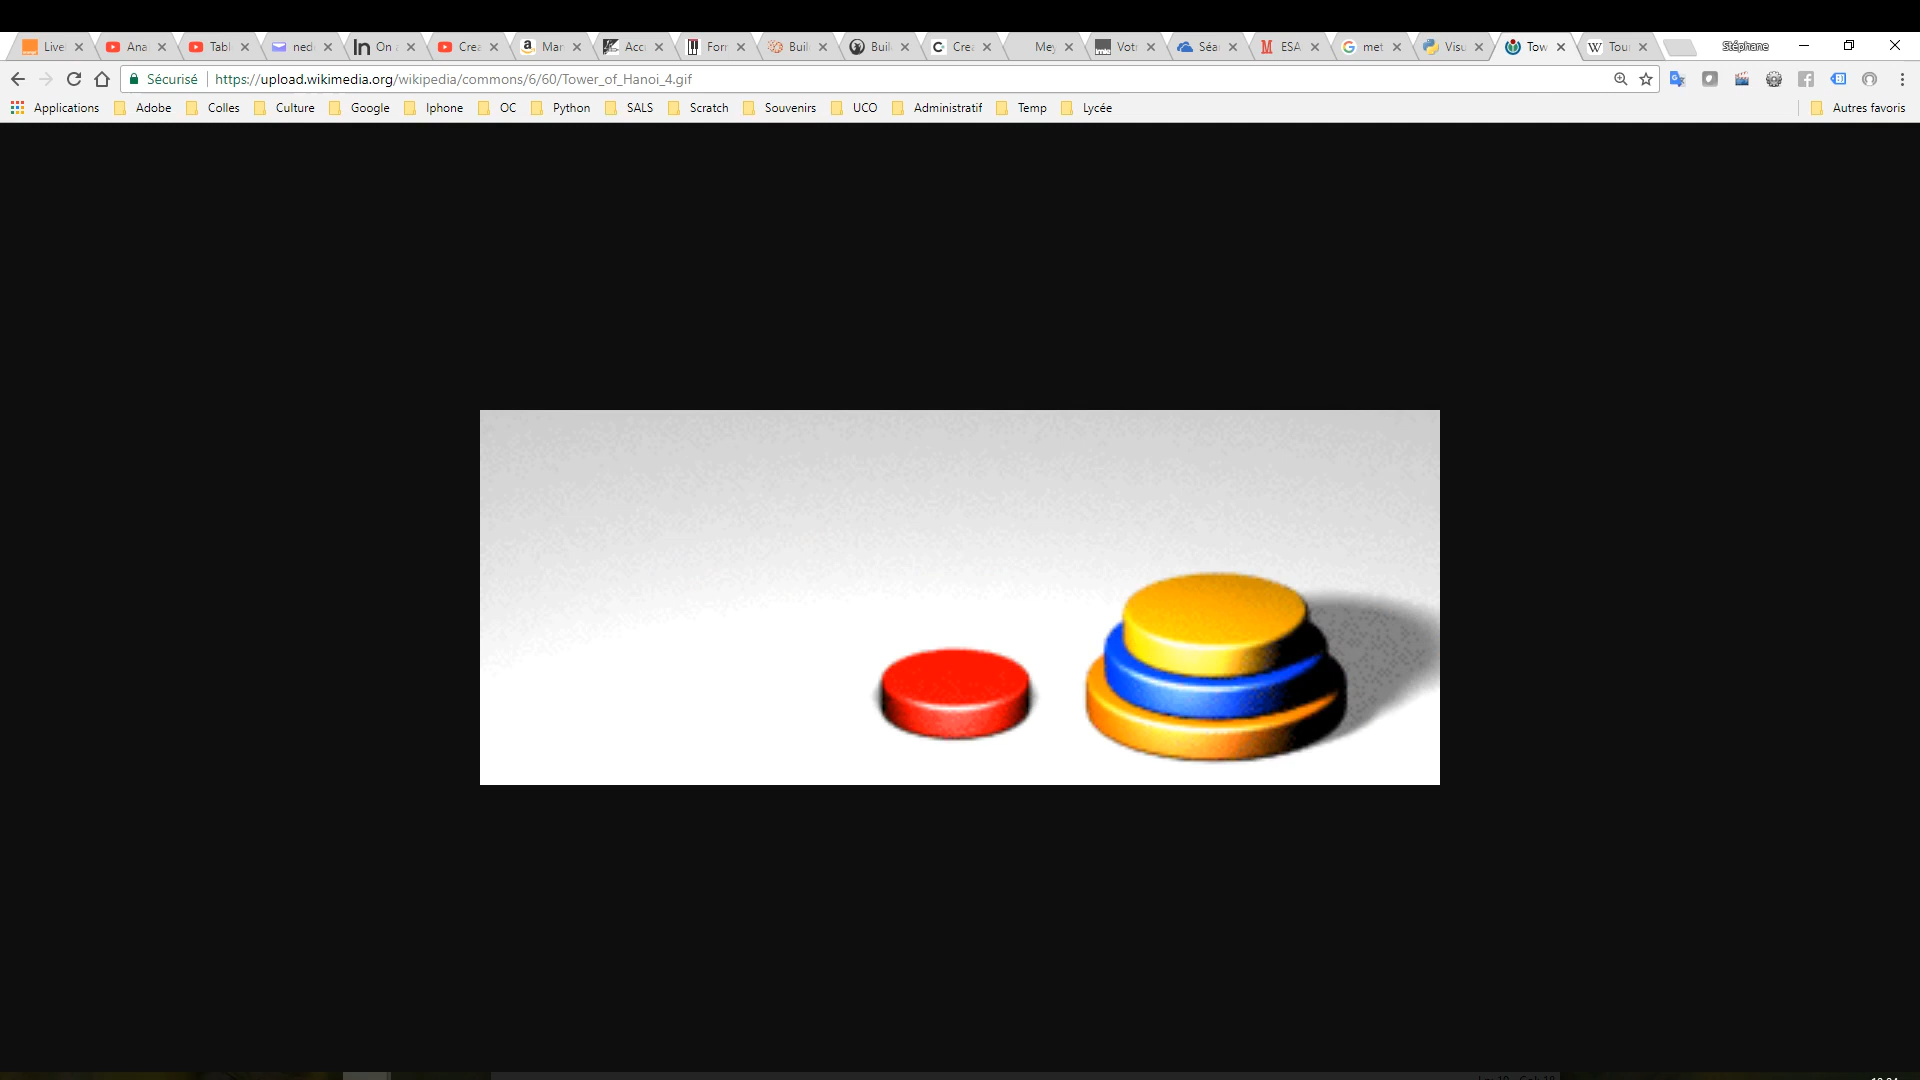 Live Ana Tabl ned On Crea Mar Acc Forr Buil Buil Crea Mey Votr Séa ESA met Visu Tow Tour Stéphane
Sécurisé https://upload.wikimedia.org/wikipedia/commons/6/60/Tower_of_Hanoi_4.gif
Applications Adobe Colles Culture Google Iphone OC Python SALS Scratch Souvenirs UCO Administratif Temp Lycée Autres favoris